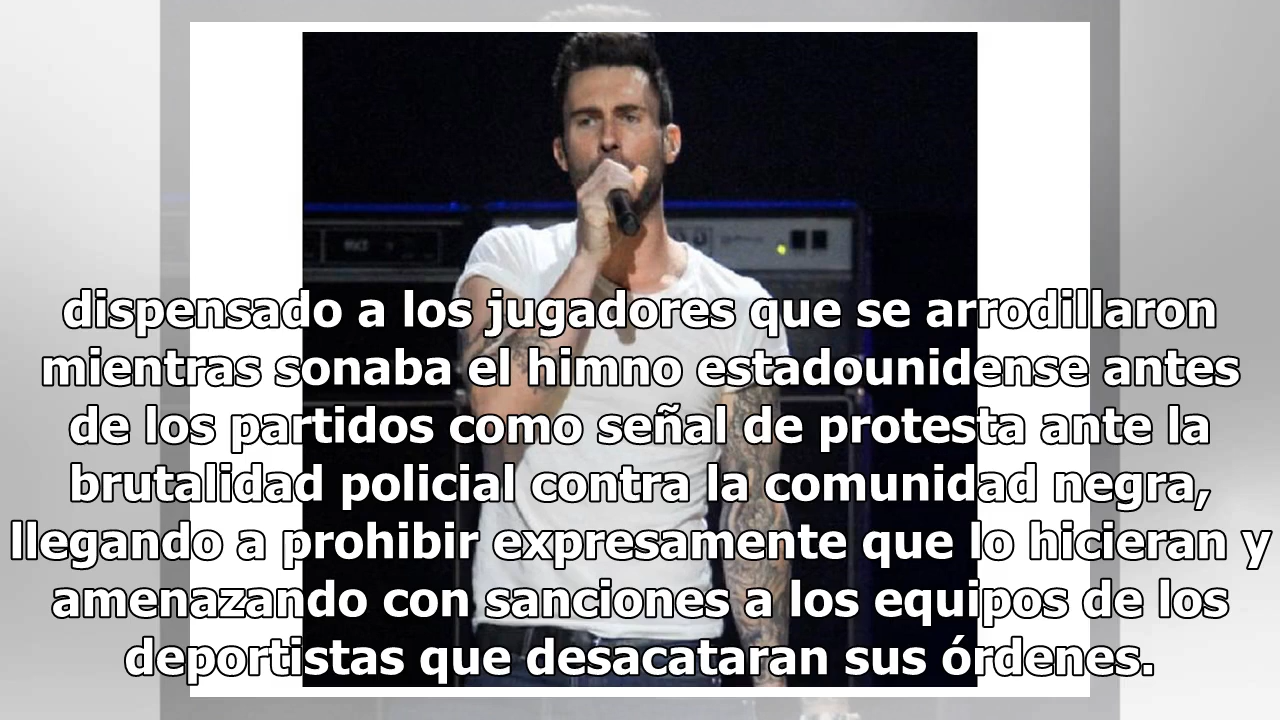 dispensado a los jugadores que se arrodillaron
mientras sonaba el himno estadounidense antes
de los partidos como señal de protesta ante la
brutalidad policial contra la comunidad negra,
llegando a prohibir expresamente que lo hicieran y
amenazando con sanciones a los equipos de los
deportistas que desacataran sus órdenes.